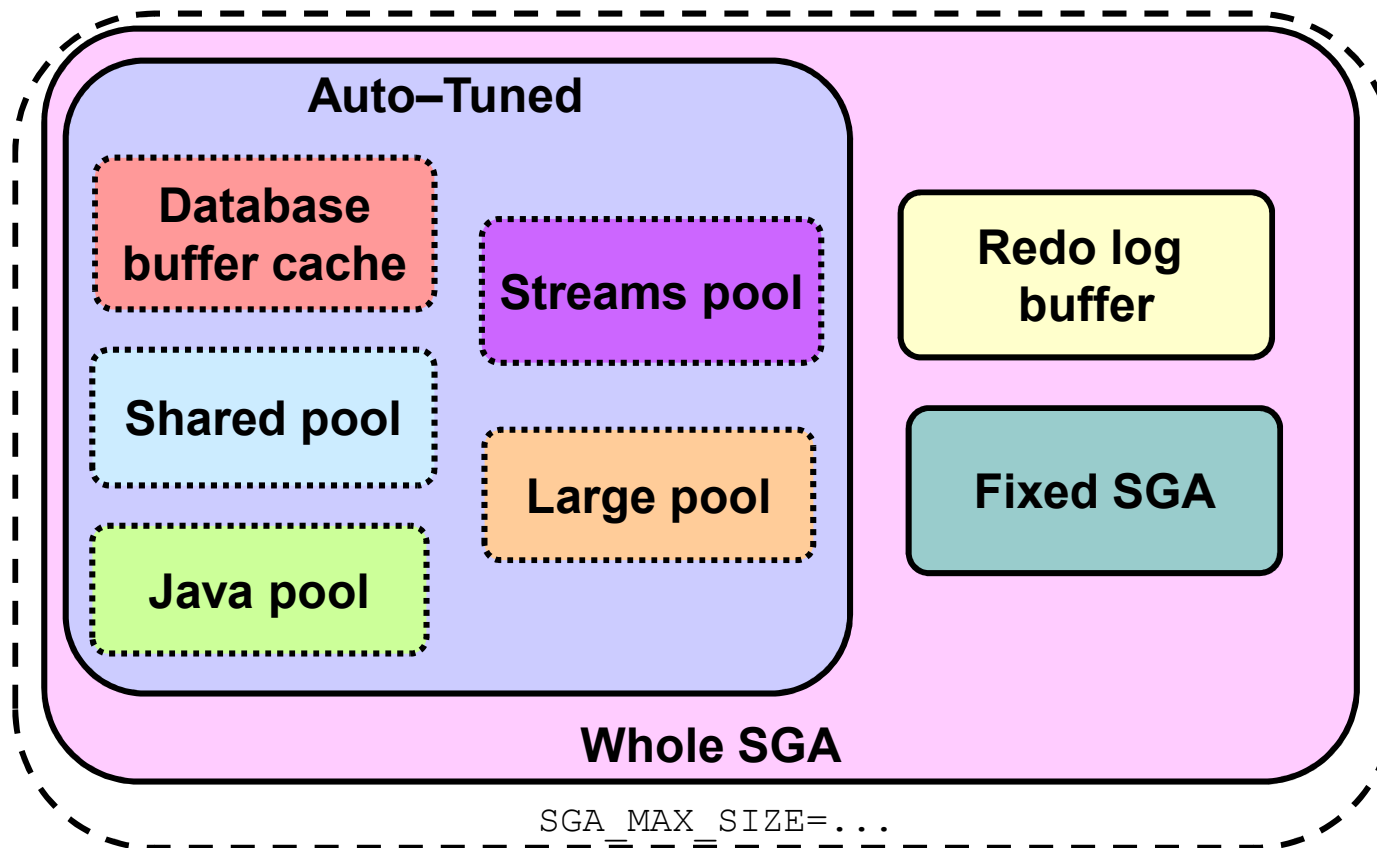 Auto–Tuned
Database
buffer cache
Streams pool
Shared pool
Large pool
Java pool
Redo log
buffer
Fixed SGA
Whole SGA
SGA_MAX_SIZE=...